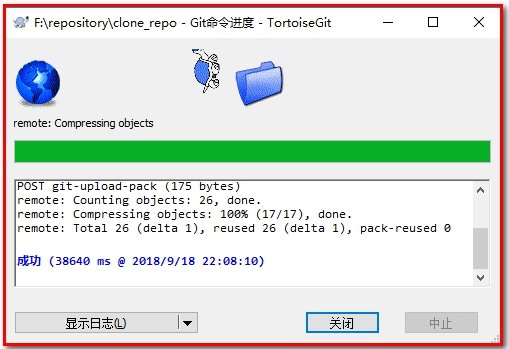 F:\repository\clone_repo - Git命令进度 - TortoiseGit
remote: Compressing objects
POST git-upload-pack (175 bytes)
remote: Counting objects: 26, done.
remote: Compressing objects: 100% (17/17), done.
remote: Total 26 (delta 1), reused 26 (delta 1), pack-reused 0
成功 (38640 ms @ 2018/9/18 22:08:10)
显示日志(L)
关闭
中止